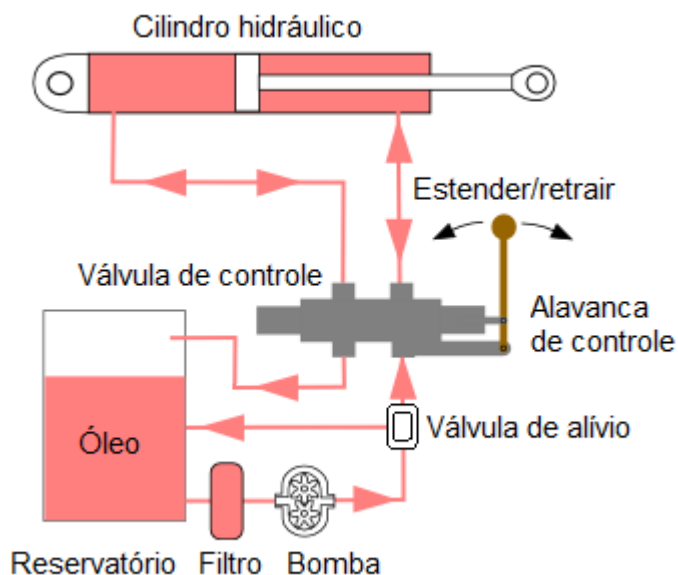 Cilindro hidráulico
Estender/retrair
Válvula de controle
Alavanca
de controle
Óleo
Válvula de alívio
Reservatório
Filtro
Bomba